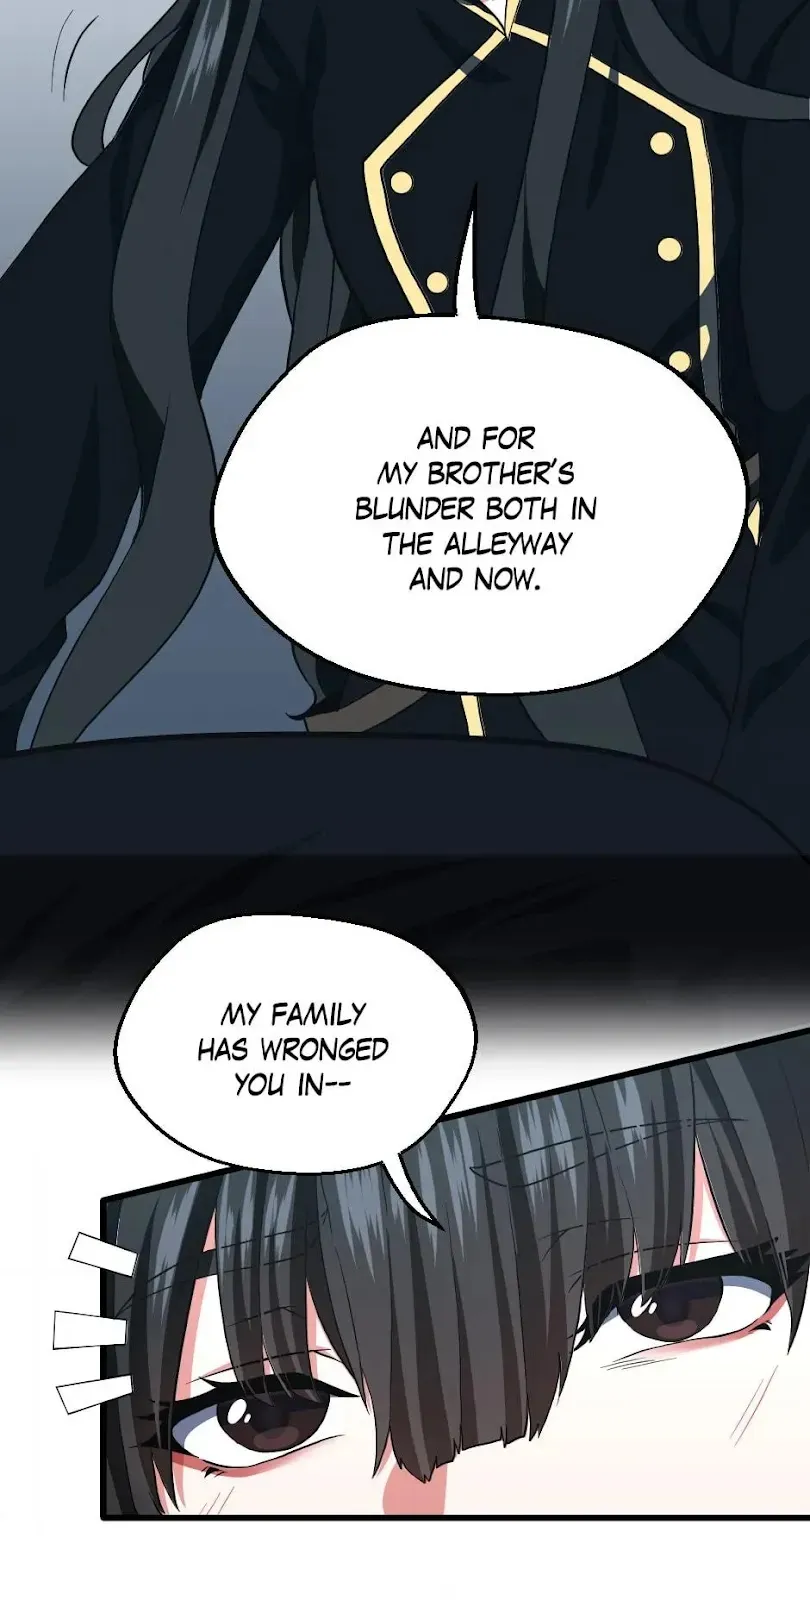 AND FOR
MY BROTHER'S
BLUNDER BOTH IN
THE ALLEYWAY
AND NOW.
MY FAMILY
HAS WRONGED
YOU IN--